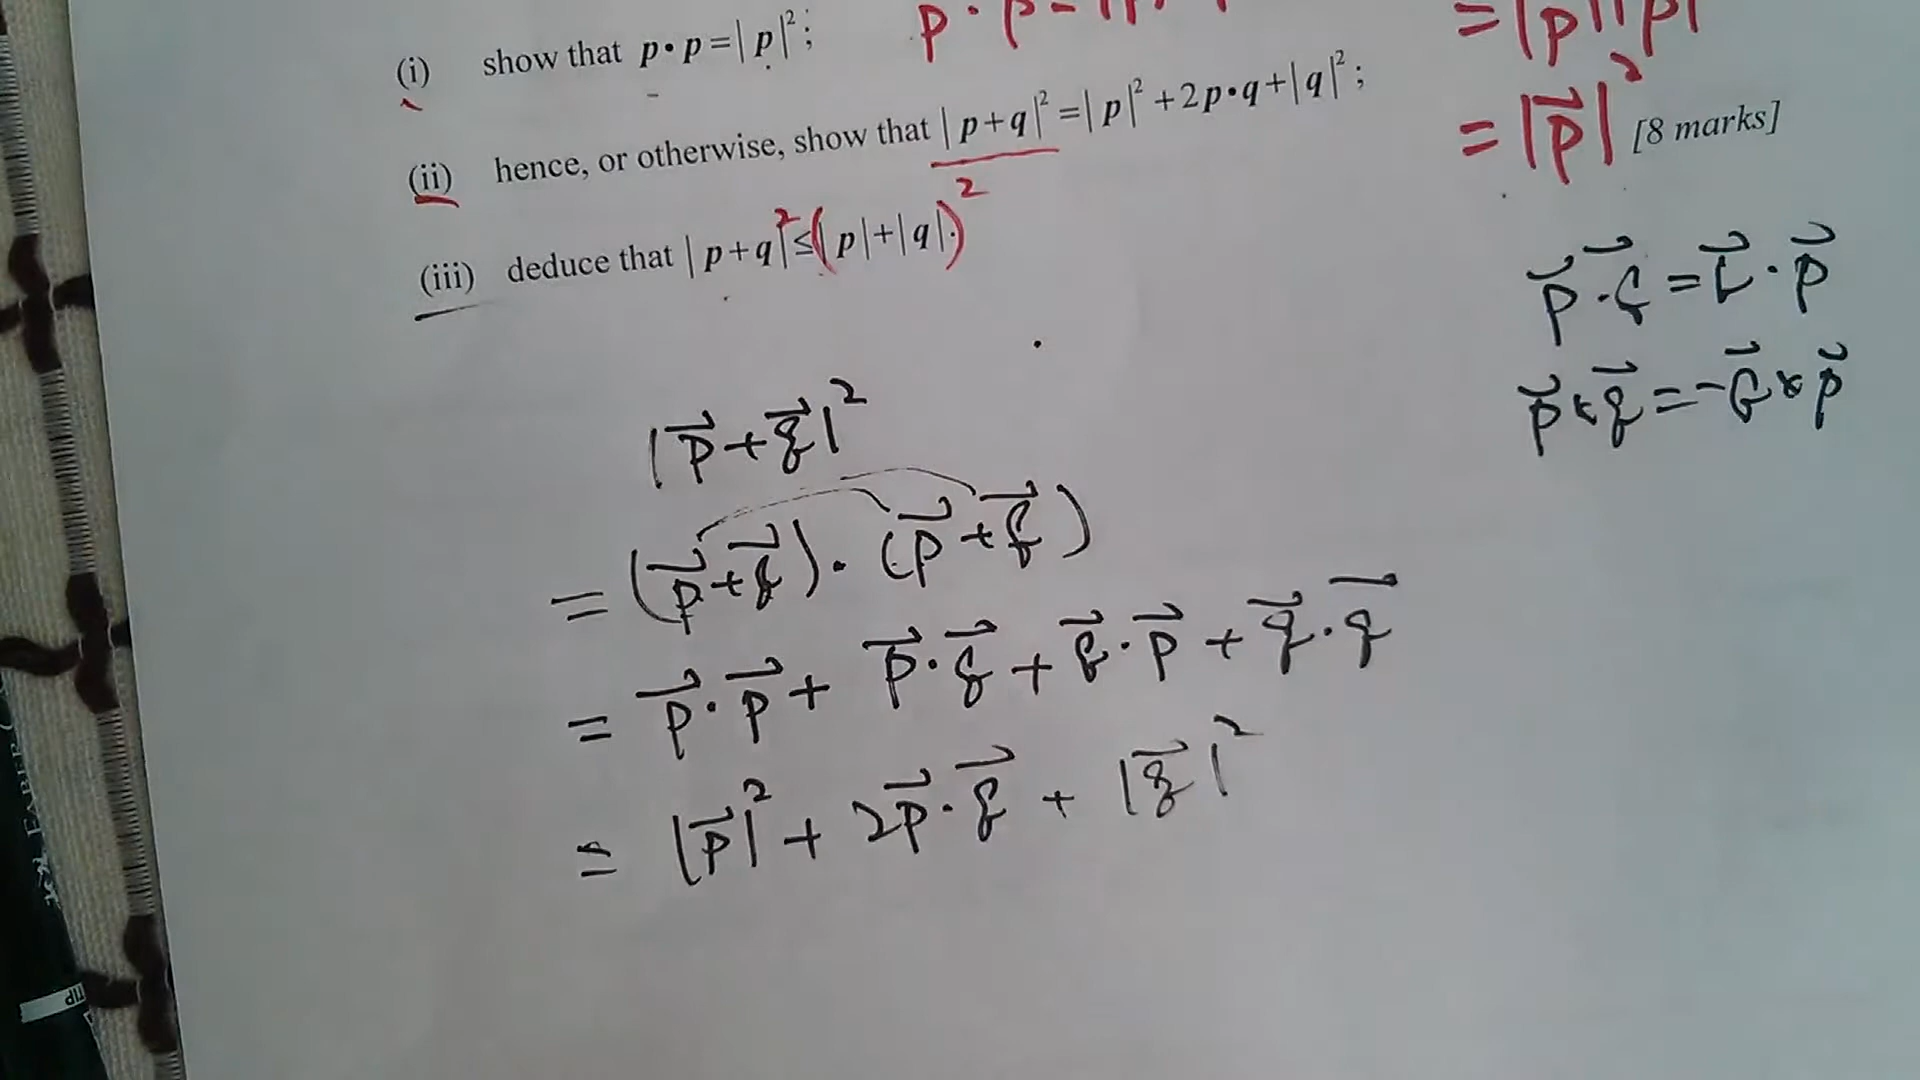 (i) show that p•p=|p|²;
= |p||p|
(ii) hence, or otherwise, show that |p+q|²=|p|²+2p•q+|q|²;
= |p⃗|² [8 marks]
(iii) deduce that |p+q|²≤(|p|+|q|.)²
2
p⃗·q⃗ = q⃗·p⃗
p⃗×q⃗ = -q⃗×p⃗
|p⃗+q⃗|²
= (p⃗+q⃗)·(p⃗+q⃗)
= p⃗·p⃗ + p⃗·q⃗ + q⃗·p⃗ + q⃗·q⃗
= |p⃗|² + 2p⃗·q⃗ + |q⃗|²